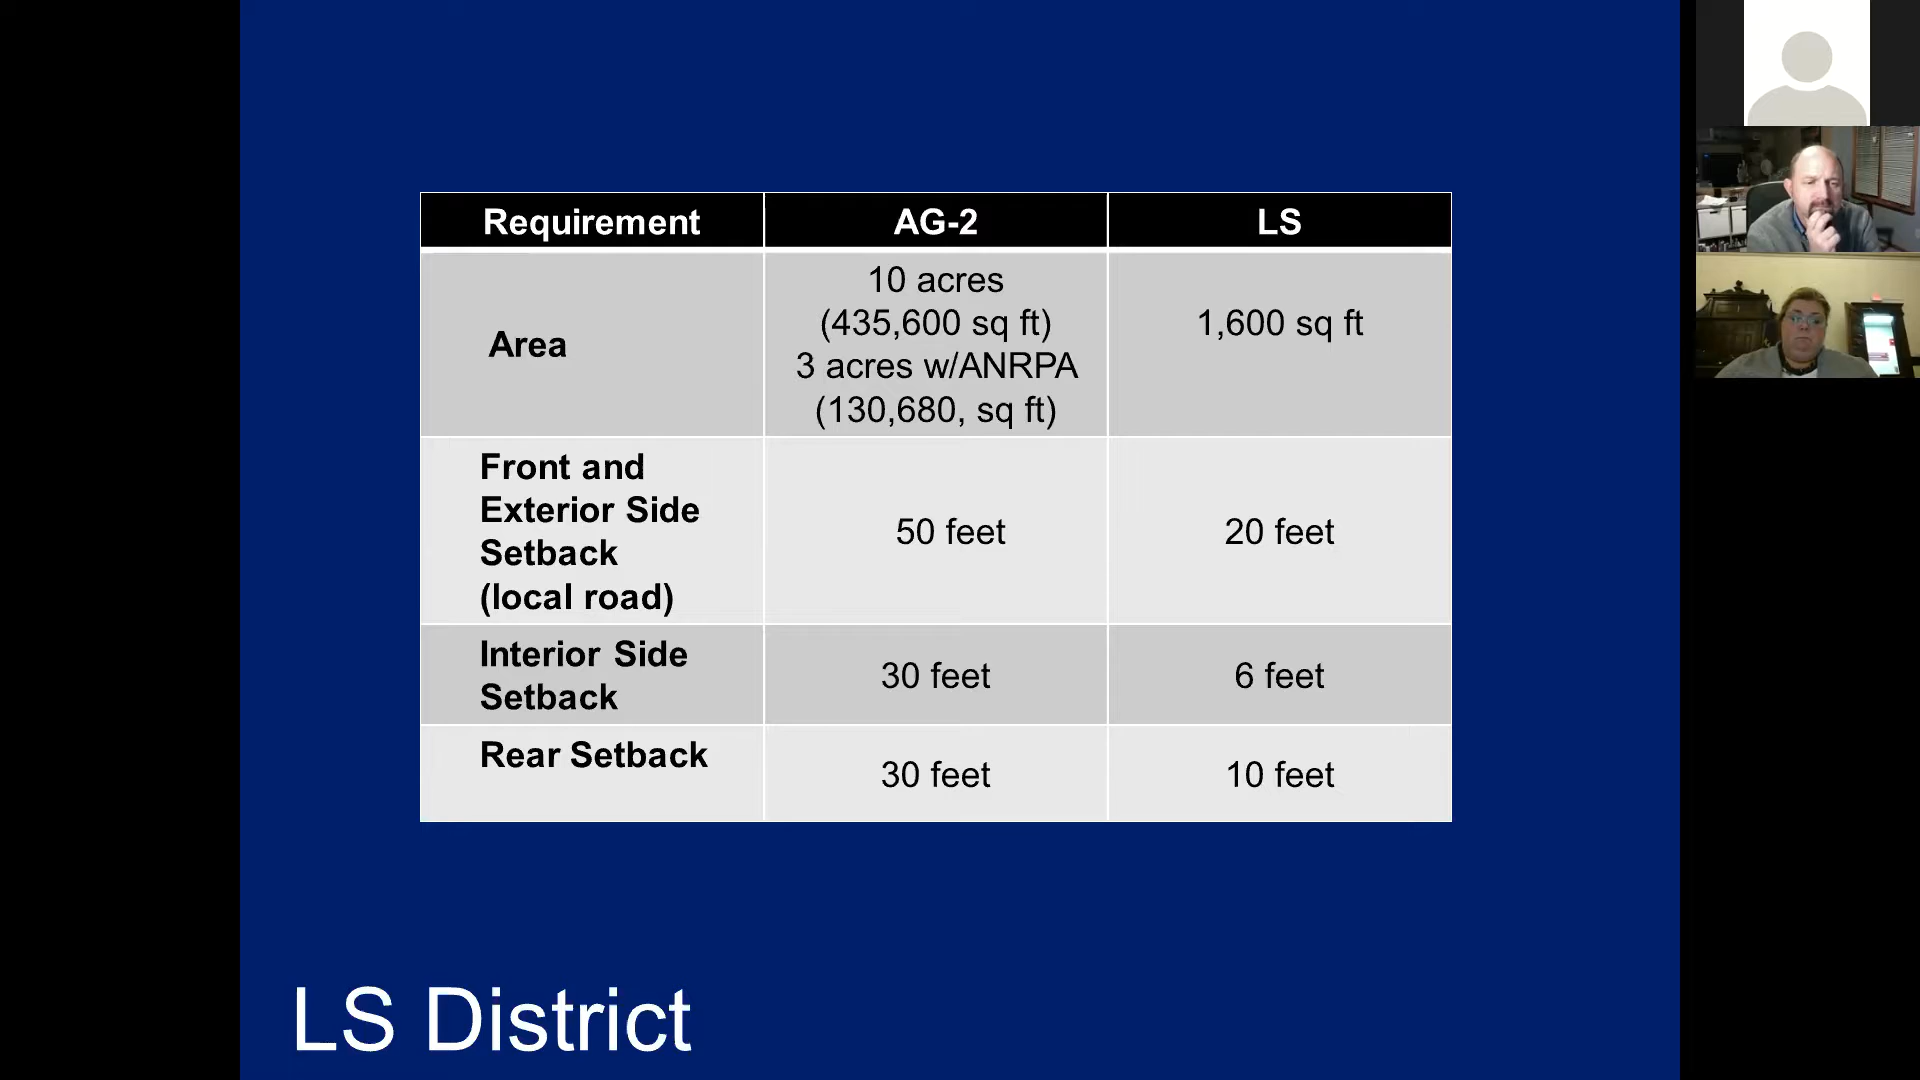 Requirement
AG-2
LS
Area
10 acres
(435,600 sq ft)
3 acres w/ANRPA
(130,680, sq ft)
1,600 sq ft
Front and
Exterior Side
Setback
(local road)
50 feet
20 feet
Interior Side
Setback
30 feet
6 feet
Rear Setback
30 feet
10 feet
LS District